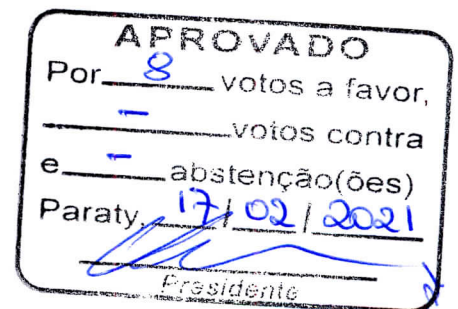 APROVADO
Por 8 votos a favor,
- votos contra
e - abstenção(ões)
Paraty, 17/02/2021
Presidente